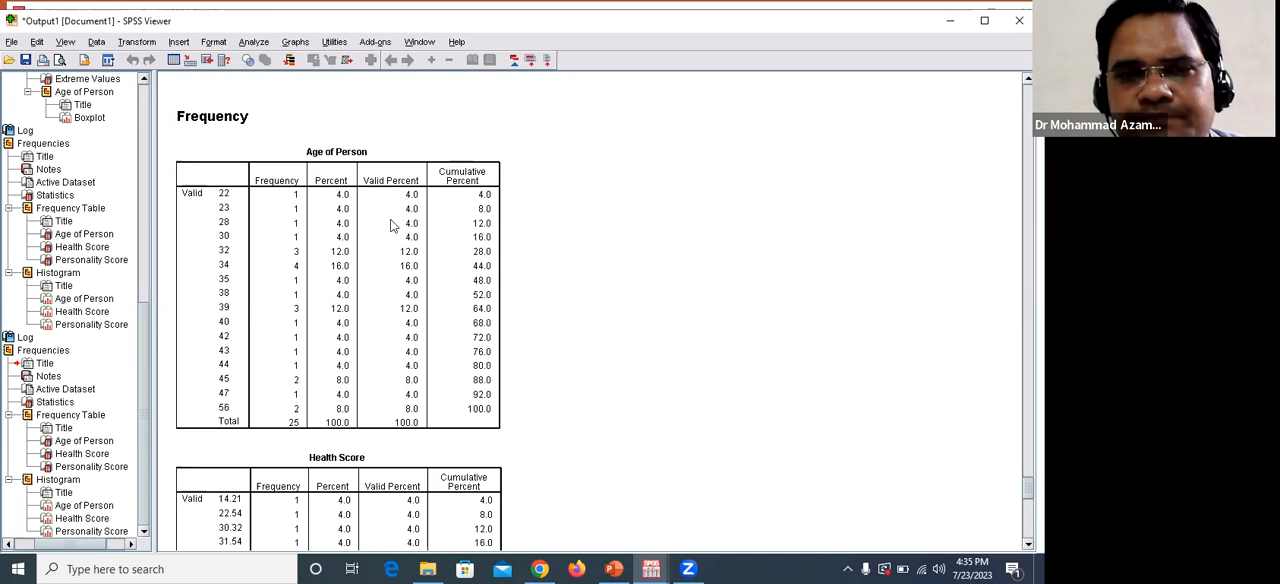 *Output1 [Document1] - SPSS Viewer
File Edit View Data Transform Insert Format Analyze Graphs Utilities Add-ons Window Help
Extreme Values
Age of Person
Title
Boxplot
Log
Frequencies
Title
Notes
Active Dataset
Statistics
Frequency Table
Title
Age of Person
Health Score
Personality Score
Histogram
Title
Age of Person
Health Score
Personality Score
Log
Frequencies
Title
Notes
Active Dataset
Statistics
Frequency Table
Title
Age of Person
Health Score
Personality Score
Histogram
Title
Age of Person
Health Score
Personality Score
Frequency
Age of Person
Frequency Percent Valid Percent Cumulative Percent
Valid 22 1 4.0 4.0 4.0
23 1 4.0 4.0 8.0
28 1 4.0 4.0 12.0
30 1 4.0 4.0 16.0
32 3 12.0 12.0 28.0
34 4 16.0 16.0 44.0
35 1 4.0 4.0 48.0
38 1 4.0 4.0 52.0
39 3 12.0 12.0 64.0
40 1 4.0 4.0 68.0
42 1 4.0 4.0 72.0
43 1 4.0 4.0 76.0
44 1 4.0 4.0 80.0
45 2 8.0 8.0 88.0
47 1 4.0 4.0 92.0
56 2 8.0 8.0 100.0
Total 25 100.0 100.0
Health Score
Frequency Percent Valid Percent Cumulative Percent
Valid 14.21 1 4.0 4.0 4.0
22.54 1 4.0 4.0 8.0
30.32 1 4.0 4.0 12.0
31.54 1 4.0 4.0 16.0
Dr Mohammad Azam...
Type here to search
SPSS
4:35 PM
7/23/2023